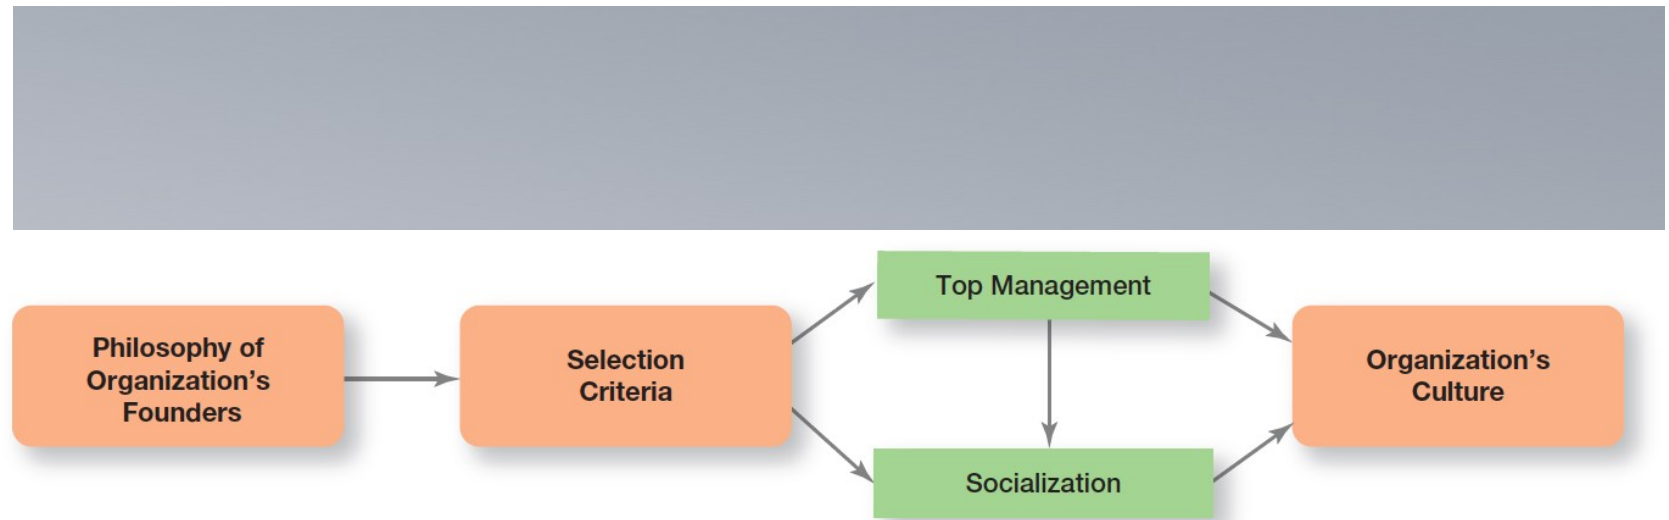 Philosophy of
Organization’s
Founders
Selection
Criteria
Top Management
Socialization
Organization’s
Culture